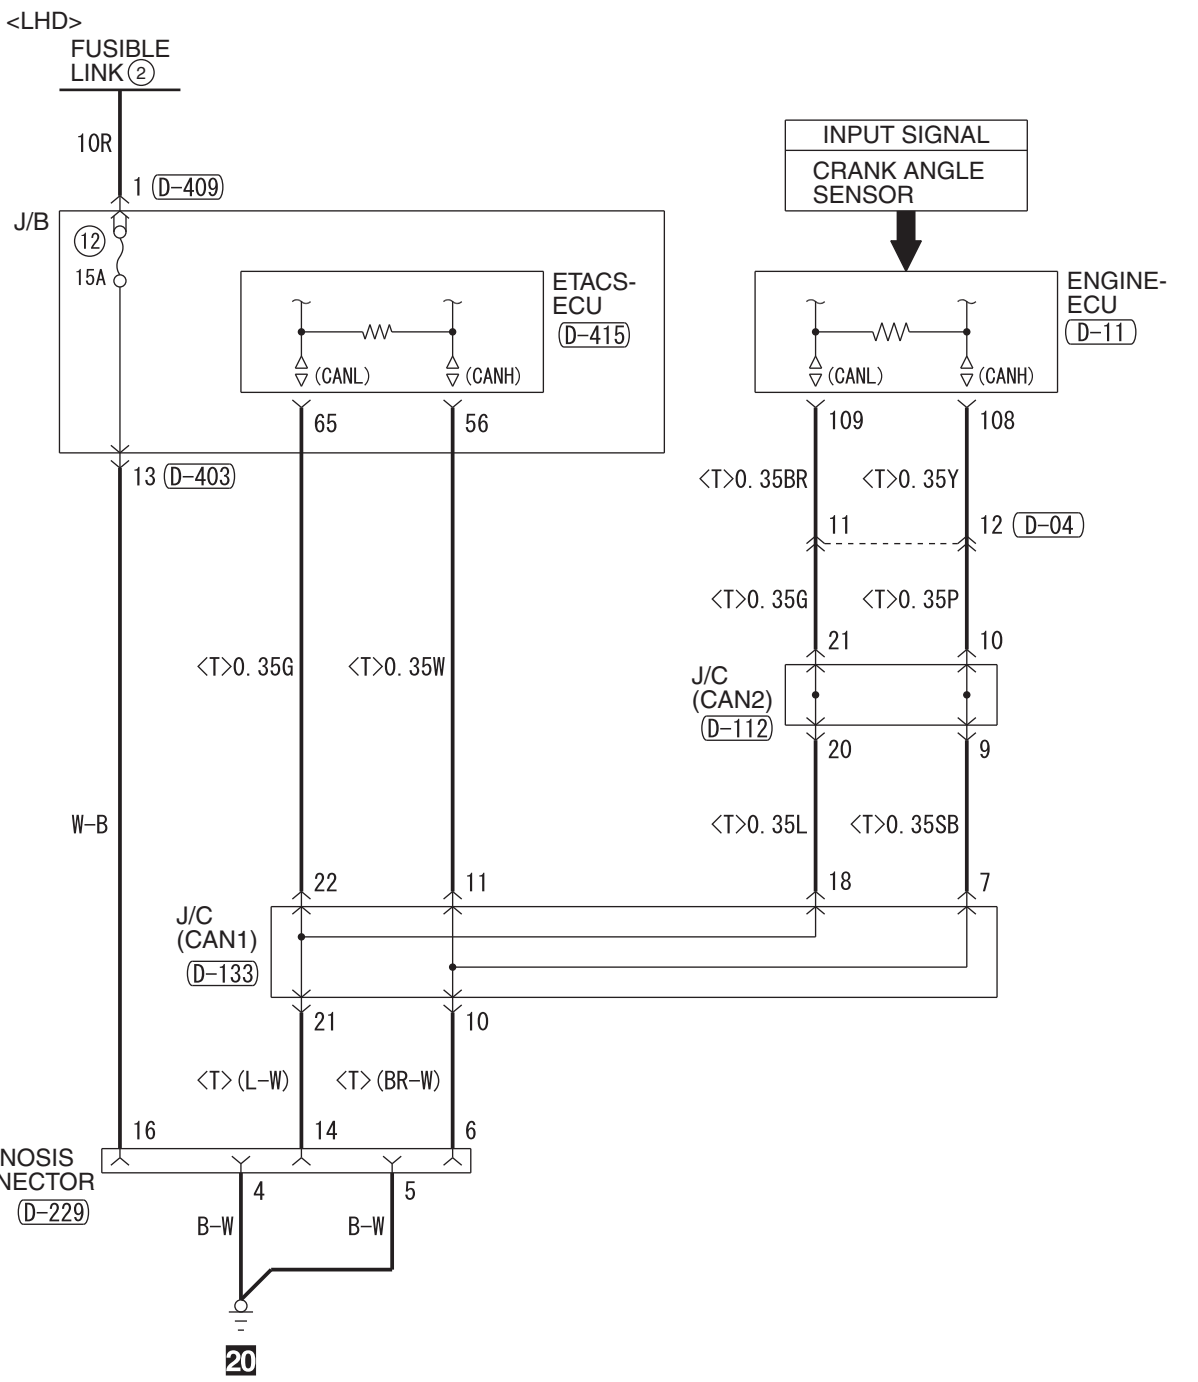 <LHD>
FUSIBLE
LINK ②
10R
1 D-409
J/B
⑫
15A
INPUT SIGNAL
CRANK ANGLE
SENSOR
ETACS-
ECU
D-415
(CANL) (CANH)
ENGINE-
ECU
D-11
(CANL) (CANH)
65 56
109 108
13 D-403
<T>0.35BR <T>0.35Y
11 12 D-04
<T>0.35G <T>0.35P
21 10
<T>0.35G <T>0.35W
J/C
(CAN2)
D-112
20 9
W-B
<T>0.35L <T>0.35SB
22 11 18 7
J/C
(CAN1)
D-133
21 10
<T>(L-W) <T>(BR-W)
16 14 6
NOSIS
NECTOR
D-229
4 5
B-W B-W
20